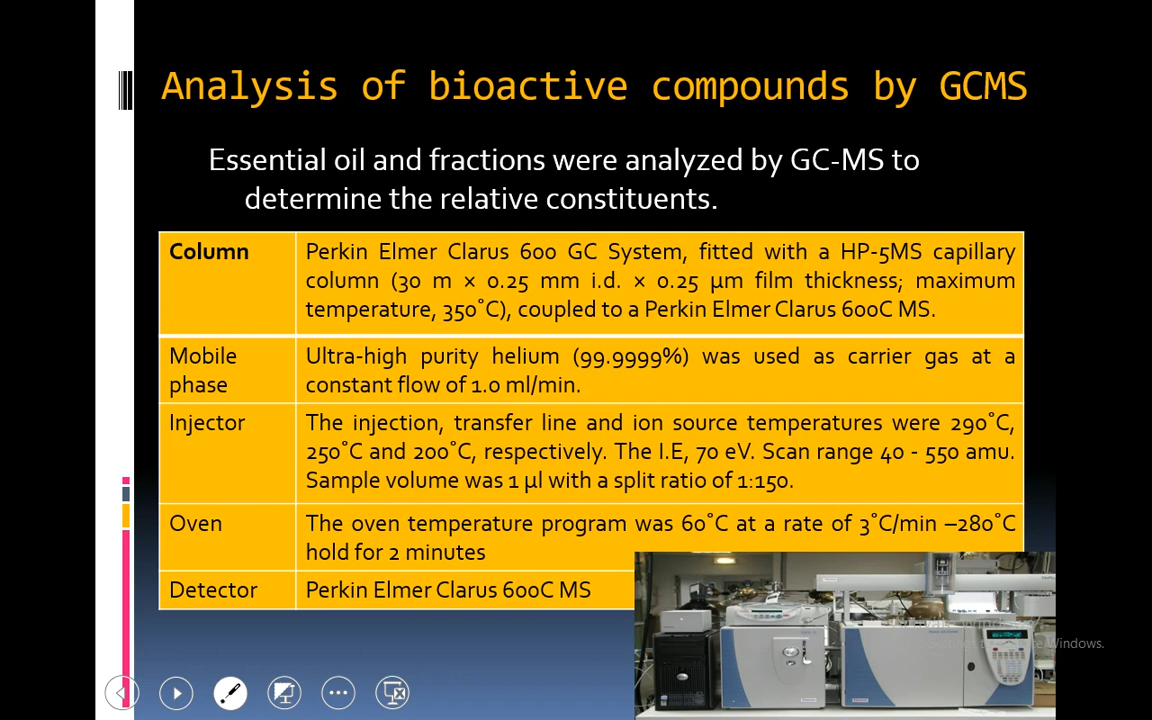 Analysis of bioactive compounds by GCMS
Essential oil and fractions were analyzed by GC-MS to
determine the relative constituents.
Column
Perkin Elmer Clarus 600 GC System, fitted with a HP-5MS capillary
column (30 m × 0.25 mm i.d. × 0.25 µm film thickness; maximum
temperature, 350˚C), coupled to a Perkin Elmer Clarus 600C MS.
Mobile
phase
Ultra-high purity helium (99.9999%) was used as carrier gas at a
constant flow of 1.0 ml/min.
Injector
The injection, transfer line and ion source temperatures were 290˚C,
250˚C and 200˚C, respectively. The I.E, 70 eV. Scan range 40 - 550 amu.
Sample volume was 1 µl with a split ratio of 1:150.
Oven
The oven temperature program was 60˚C at a rate of 3˚C/min –280˚C
hold for 2 minutes
Detector
Perkin Elmer Clarus 600C MS
Windows.